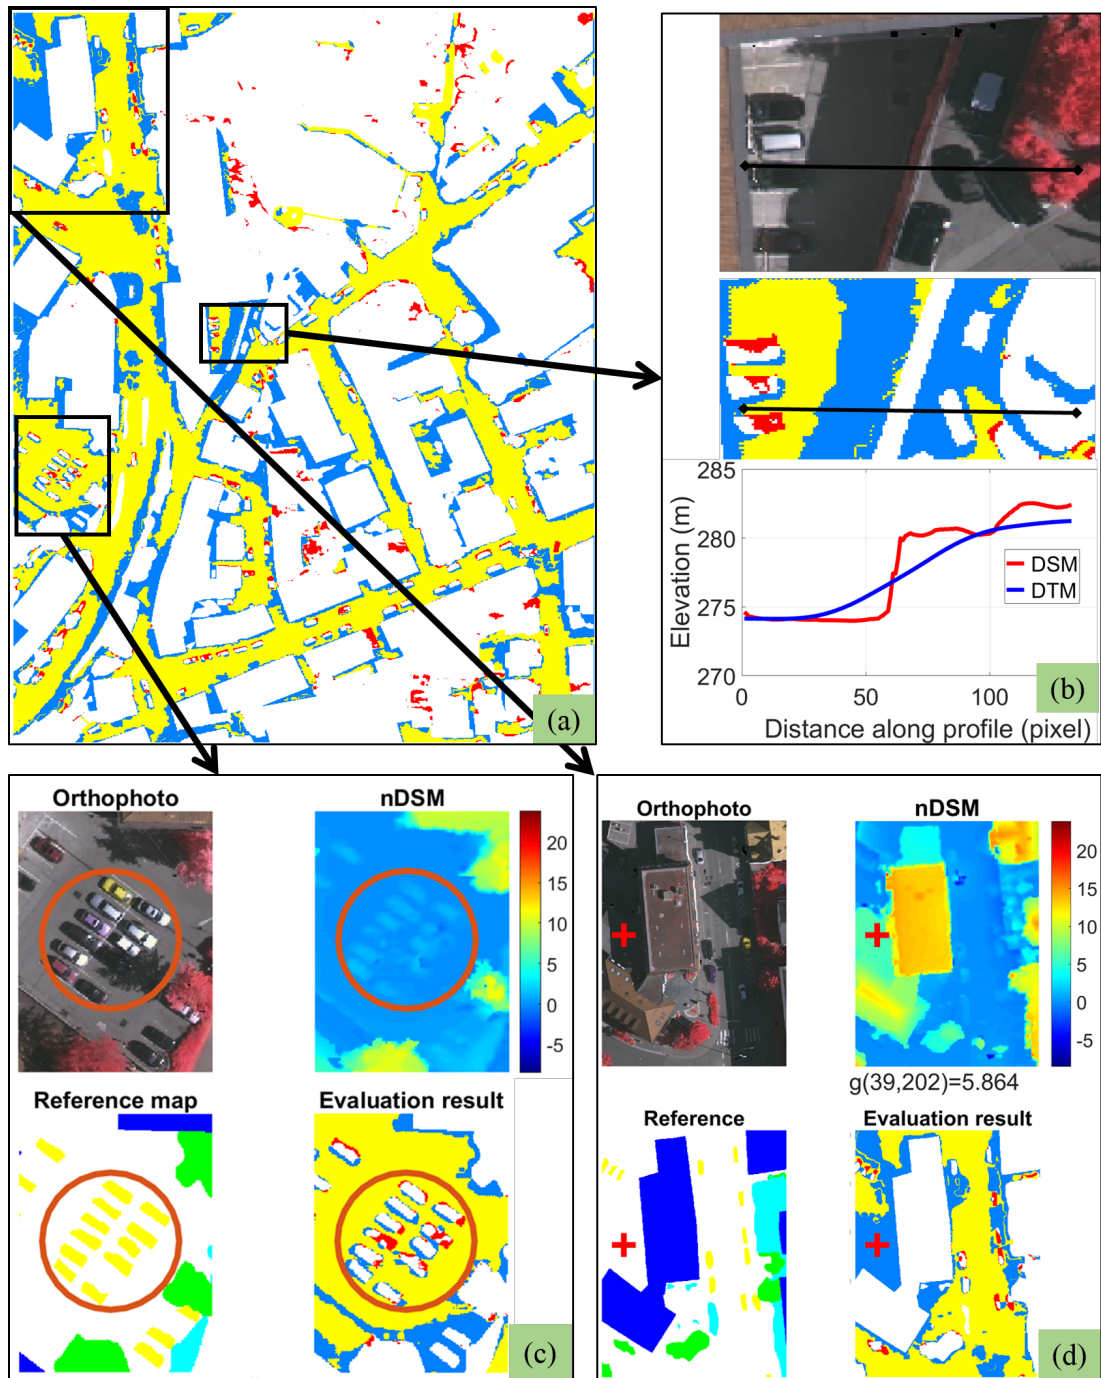 (a)
285
280
275
270
Elevation (m)
DSM
DTM
0
50
100
Distance along profile (pixel)
(b)
Orthophoto
nDSM
20
15
10
5
0
-5
Reference map
Evaluation result
(c)
Orthophoto
nDSM
20
15
10
5
0
-5
g(39,202)=5.864
Reference
Evaluation result
(d)